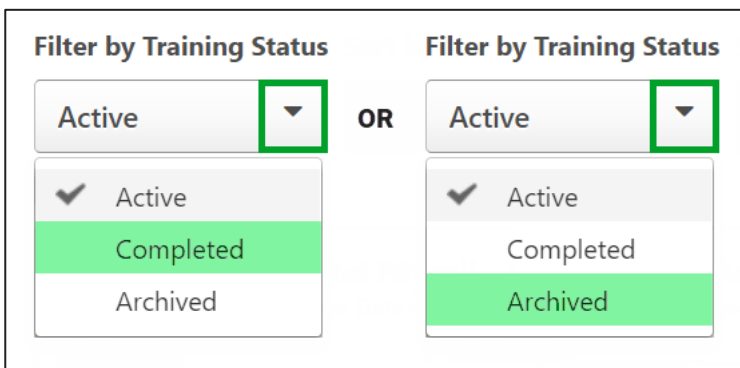 Filter by Training Status
Active
Active
Completed
Archived
OR
Filter by Training Status
Active
Active
Completed
Archived